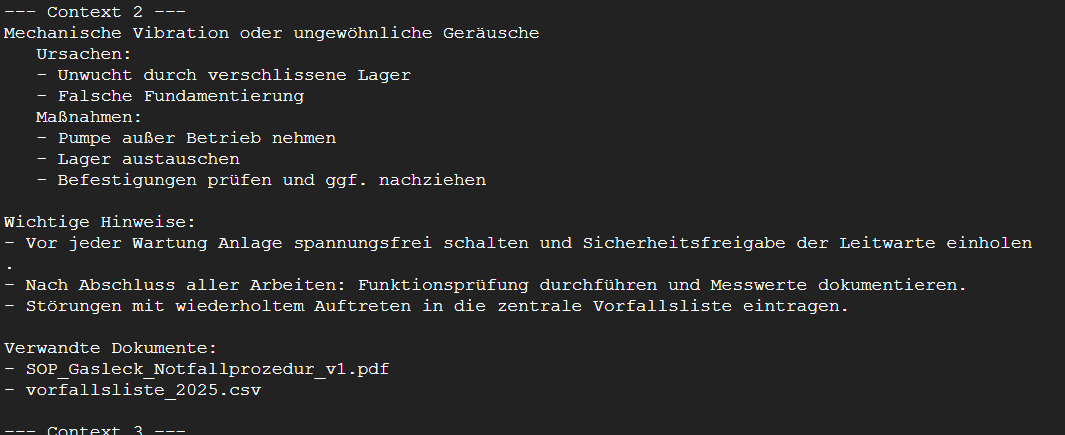 --- Context 2 ---
Mechanische Vibration oder ungewöhnliche Geräusche
Ursachen:
- Unwucht durch verschlissene Lager
- Falsche Fundamentierung
Maßnahmen:
- Pumpe außer Betrieb nehmen
- Lager austauschen
- Befestigungen prüfen und ggf. nachziehen
Wichtige Hinweise:
- Vor jeder Wartung Anlage spannungsfrei schalten und Sicherheitsfreigabe der Leitwarte einholen
.
- Nach Abschluss aller Arbeiten: Funktionsprüfung durchführen und Messwerte dokumentieren.
- Störungen mit wiederholtem Auftreten in die zentrale Vorfallsliste eintragen.
Verwandte Dokumente:
- SOP_Gasleck_Notfallprozedur_v1.pdf
- vorfallsliste_2025.csv
--- Context 3 ---